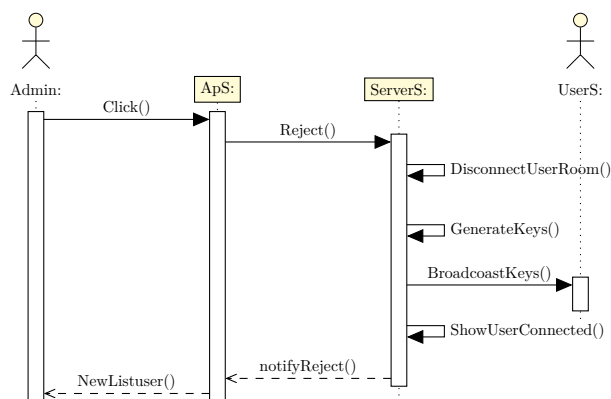 Admin:
ApS:
ServerS:
UserS:
Click()
Reject()
DisconnectUserRoom()
GenerateKeys()
BroadcoastKeys()
ShowUserConnected()
notifyReject()
NewListuser()